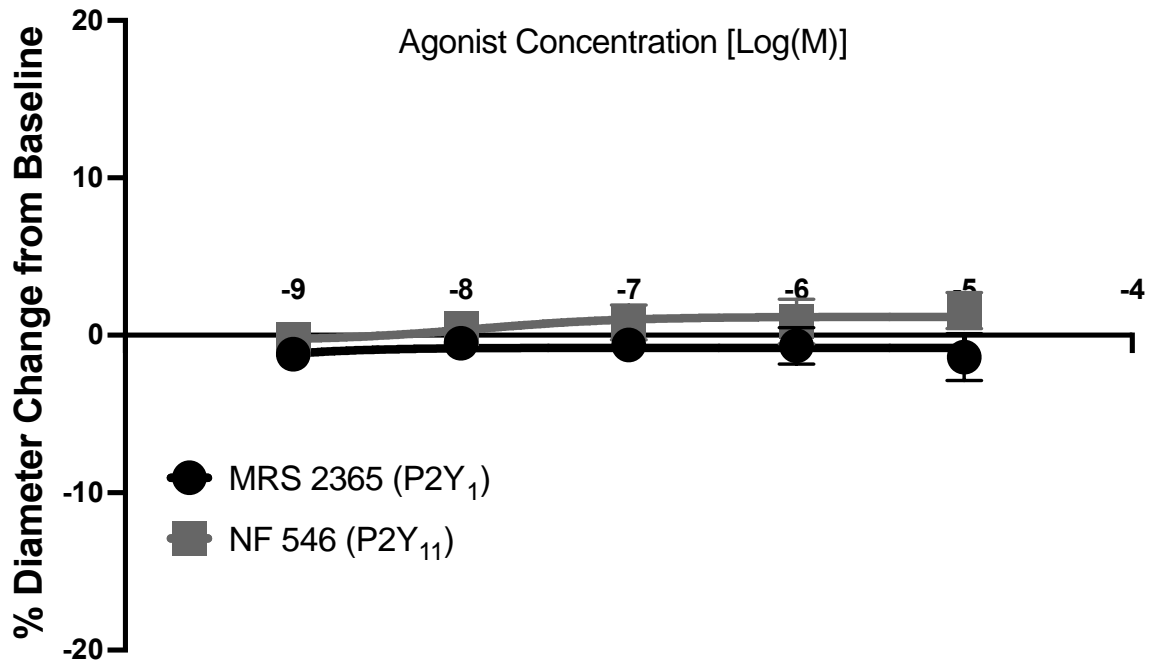 % Diameter Change from Baseline
Agonist Concentration [Log(M)]
20
10
0
-10
-20
-9 -8 -7 -6 -5 -4
MRS 2365 (P2Y₁)
NF 546 (P2Y₁₁)